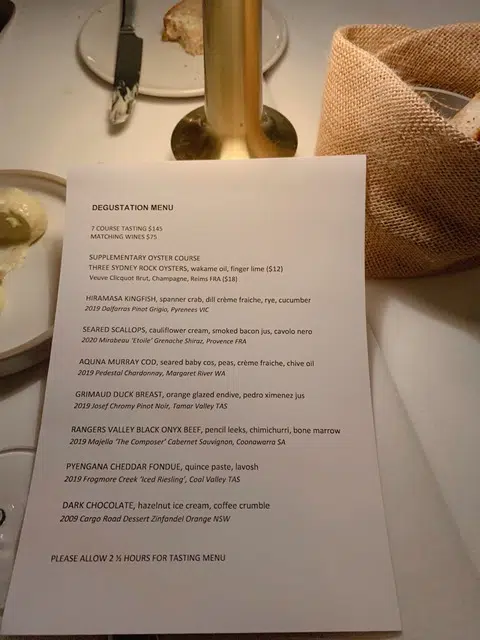 DEGUSTATION MENU
7 COURSE TASTING $145
MATCHING WINES $75
SUPPLEMENTARY OYSTER COURSE
THREE SYDNEY ROCK OYSTERS, wakame oil, finger lime ($12)
Veuve Clicquot Brut, Champagne, Reims FRA ($18)
HIRAMASA KINGFISH, spanner crab, dill crème fraiche, rye, cucumber
2019 Dalfarras Pinot Grigio, Pyrenees VIC
SEARED SCALLOPS, cauliflower cream, smoked bacon jus, cavolo nero
2020 Mirabeau 'Etoile' Grenache Shiraz, Provence FRA
AQUNA MURRAY COD, seared baby cos, peas, crème fraiche, chive oil
2019 Pedestal Chardonnay, Margaret River WA
GRIMAUD DUCK BREAST, orange glazed endive, pedro ximenez jus
2019 Josef Chromy Pinot Noir, Tamar Valley TAS
RANGERS VALLEY BLACK ONYX BEEF, pencil leeks, chimichurri, bone marrow
2019 Majella 'The Composer' Cabernet Sauvignon, Coonawarra SA
PYENGANA CHEDDAR FONDUE, quince paste, lavosh
2019 Frogmore Creek 'Iced Riesling', Coal Valley TAS
DARK CHOCOLATE, hazelnut ice cream, coffee crumble
2009 Cargo Road Dessert Zinfandel Orange NSW
PLEASE ALLOW 2 ½ HOURS FOR TASTING MENU